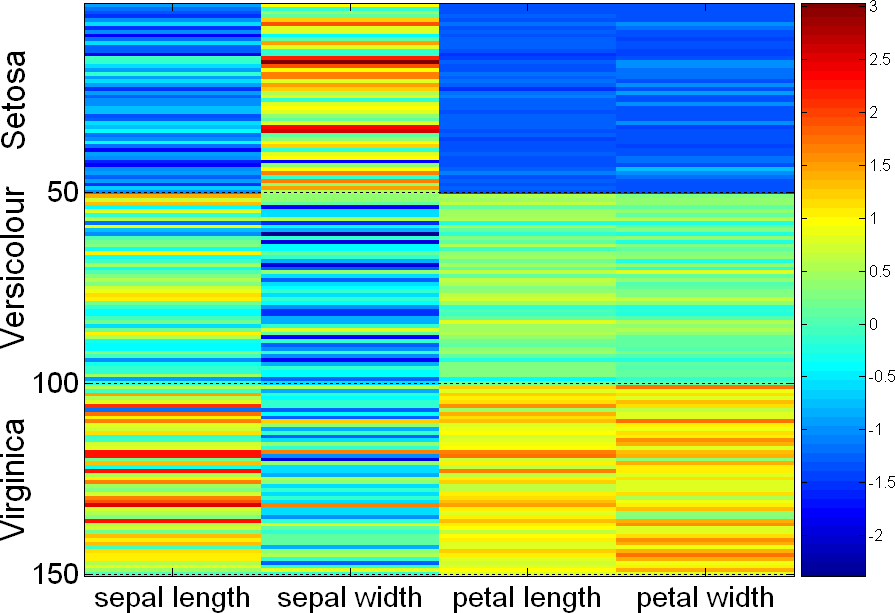 Setosa
50
Versicolour
100
Virginica
150
sepal length
sepal width
petal length
petal width
3
2.5
2
1.5
1
0.5
0
-0.5
-1
-1.5
-2